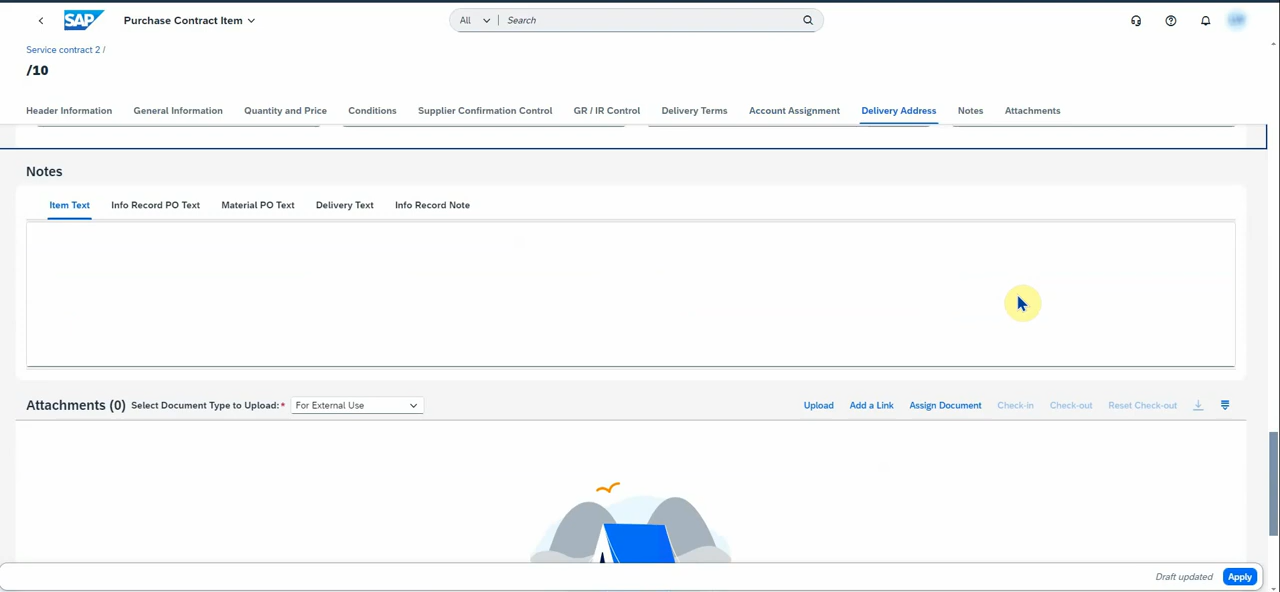 SAP Purchase Contract Item All Search
Service contract 2 /
/10
Header Information General Information Quantity and Price Conditions Supplier Confirmation Control GR / IR Control Delivery Terms Account Assignment Delivery Address Notes Attachments
Notes
Item Text Info Record PO Text Material PO Text Delivery Text Info Record Note
Attachments (0) Select Document Type to Upload:* For External Use Upload Add a Link Assign Document Check-in Check-out Reset Check-out
Draft updated Apply